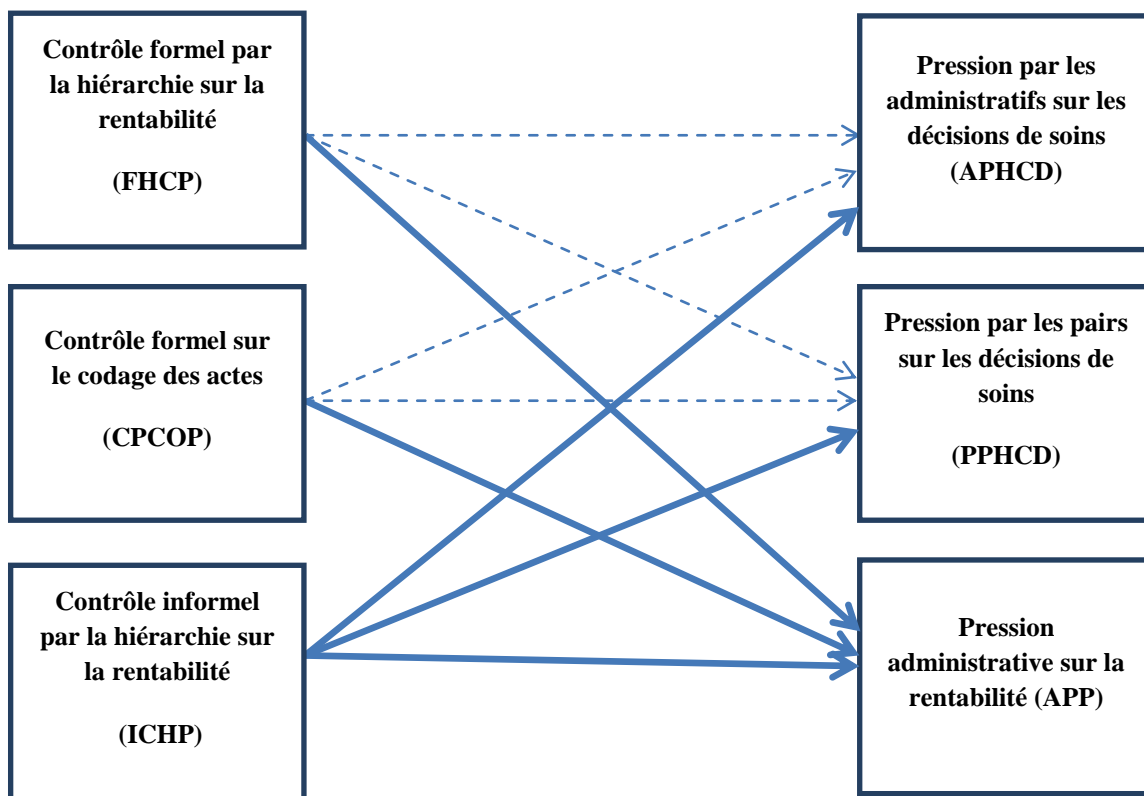 Contrôle formel par
la hiérarchie sur la
rentabilité
(FHCP)
Contrôle formel sur
le codage des actes
(CPCOP)
Contrôle informel
par la hiérarchie sur
la rentabilité
(ICHP)
Pression par les
administratifs sur les
décisions de soins
(APHCD)
Pression par les pairs
sur les décisions de
soins
(PPHCD)
Pression
administrative sur la
rentabilité (APP)